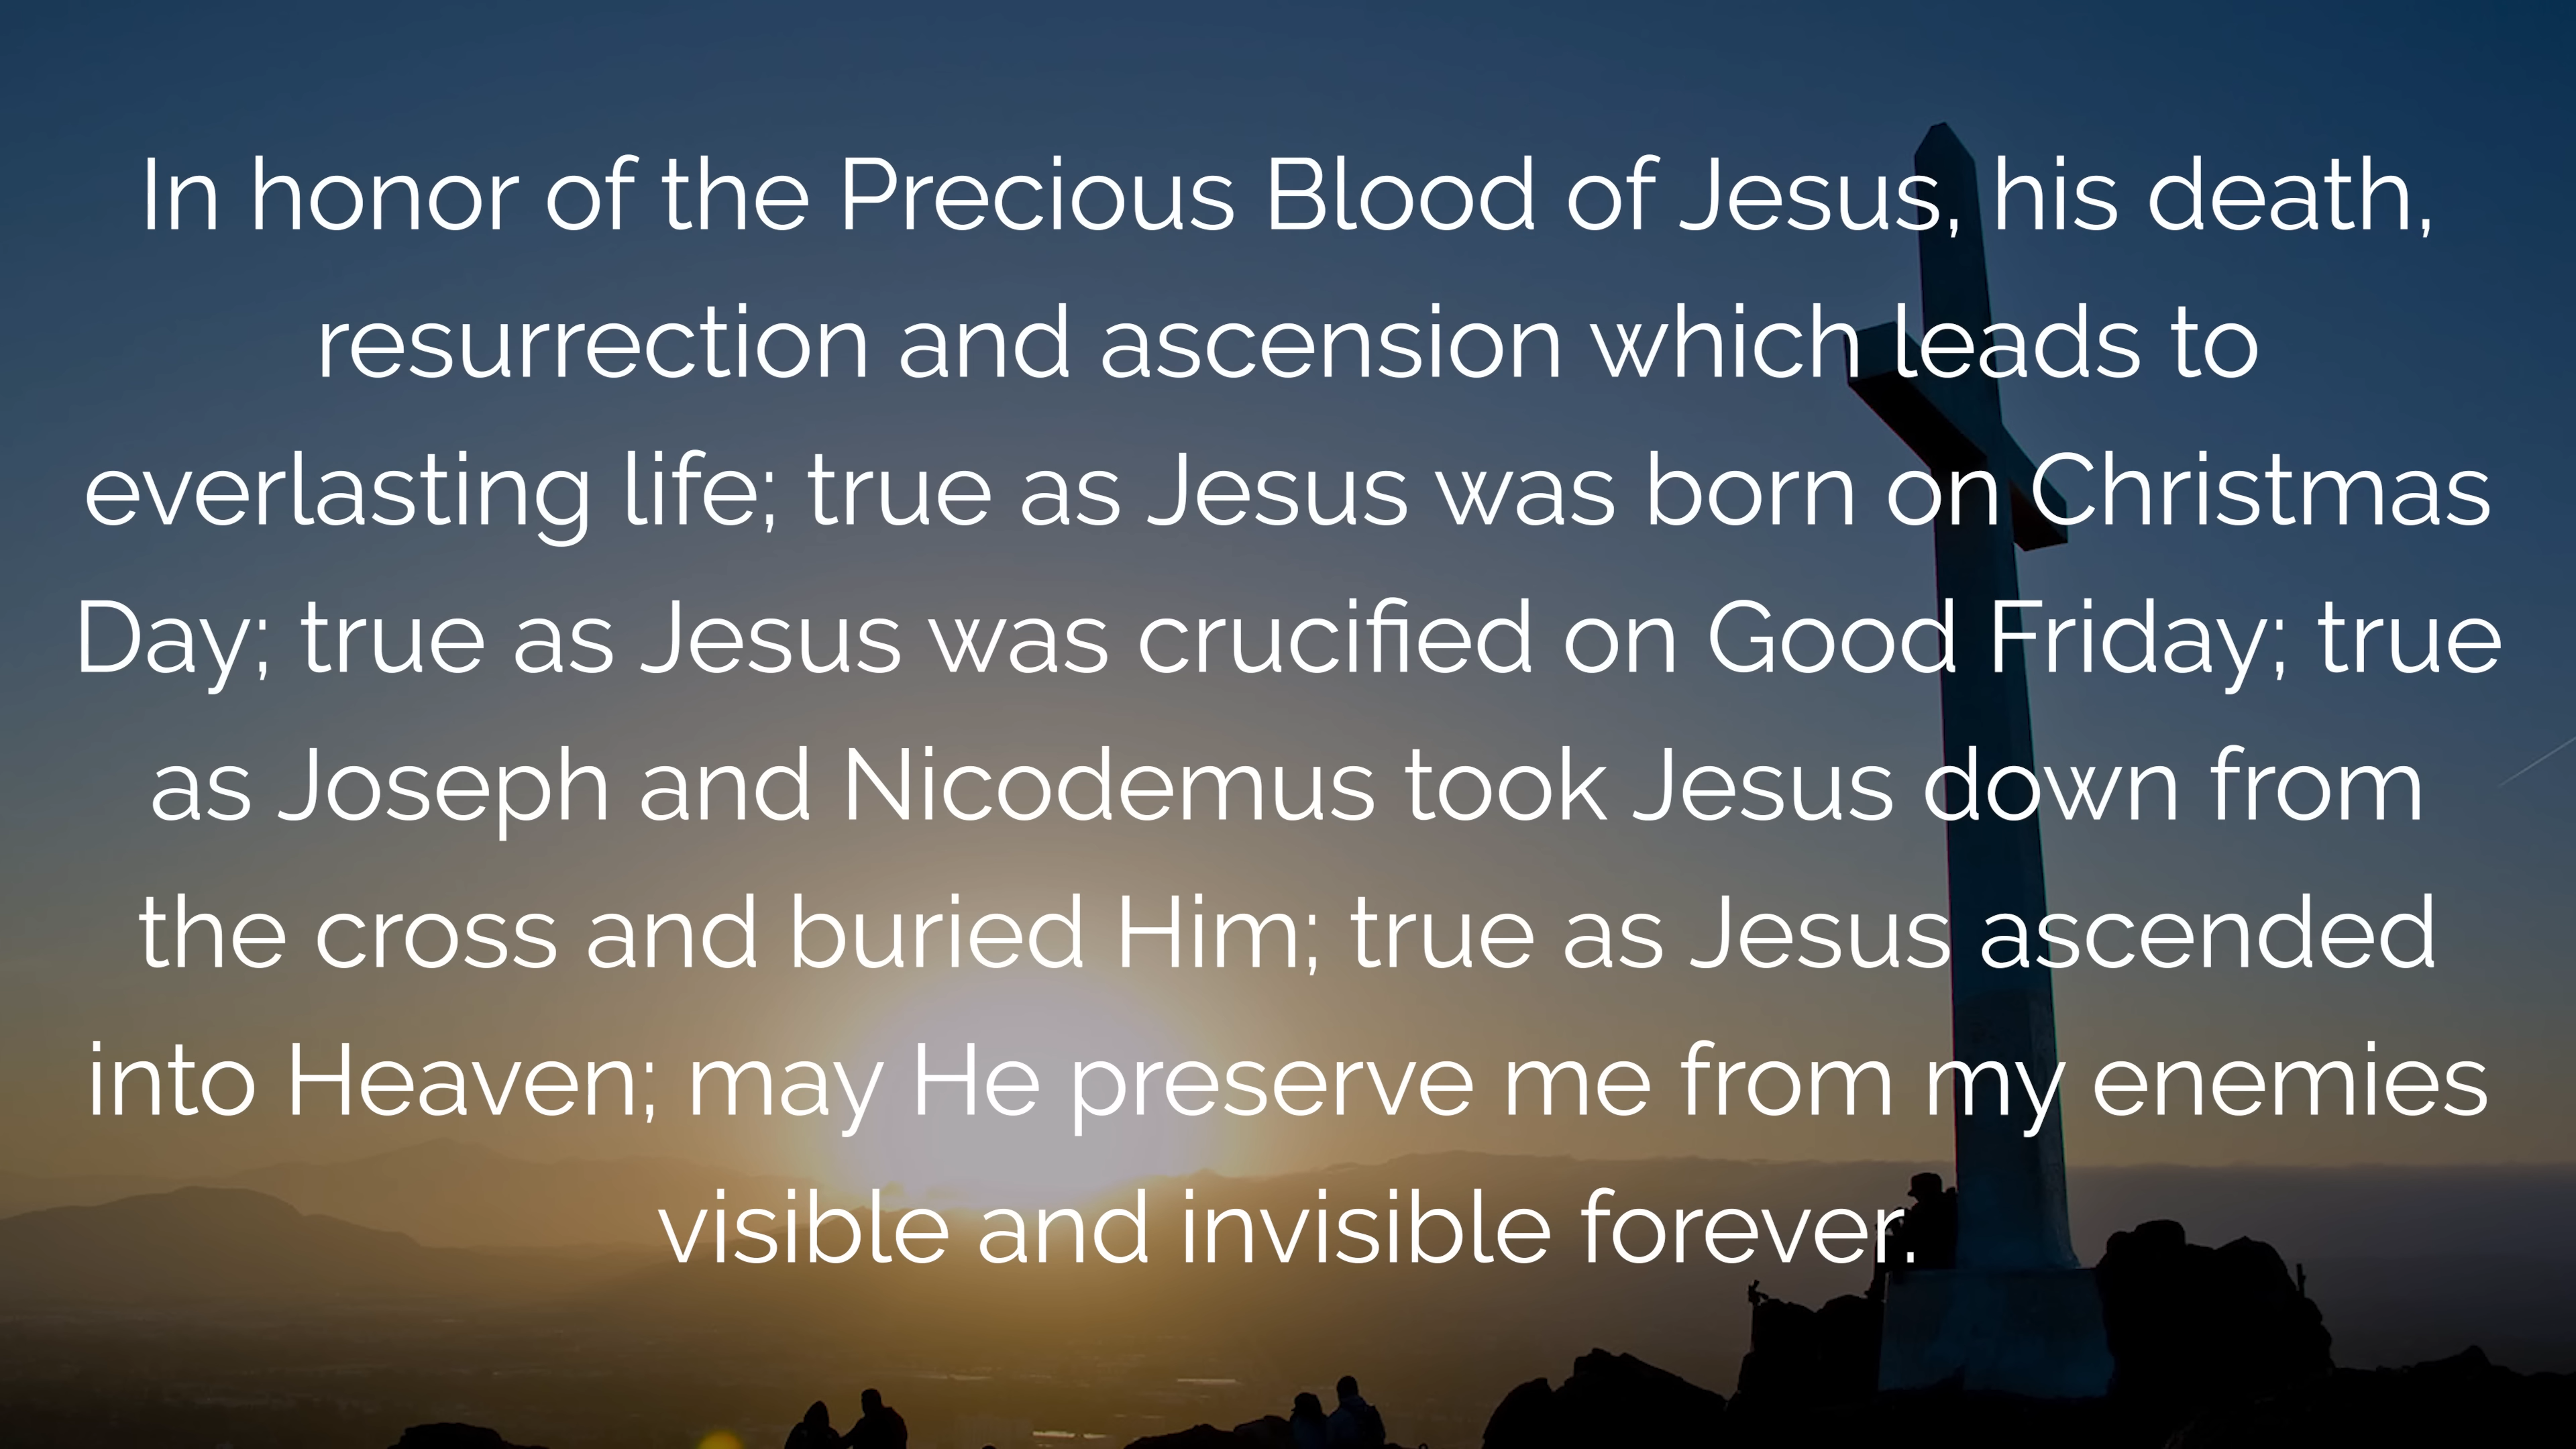 In honor of the Precious Blood of Jesus, his death,
resurrection and ascension which leads to
everlasting life; true as Jesus was born on Christmas
Day; true as Jesus was crucified on Good Friday; true
as Joseph and Nicodemus took Jesus down from
the cross and buried Him; true as Jesus ascended
into Heaven; may He preserve me from my enemies
visible and invisible forever.